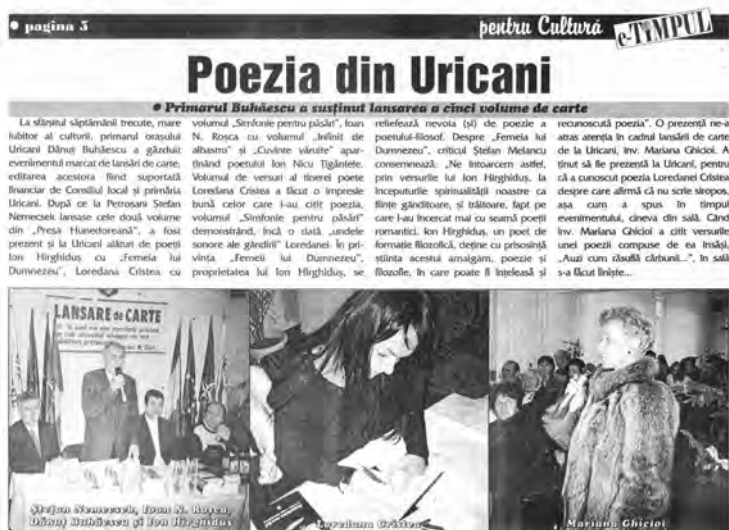 pagina 5
pentru Cultură
e-TIMPUL
Poezia din Uricani
Primarul Buhăescu a susținut lansarea a cinci volume de carte
La sfârșitul săptămânii trecute, mare
iubitor al culturii, primarul orașului
Uricani Dănuț Buhăescu a găzduit
evenimentul marcat de lansări de carte,
editarea acestora fiind suportată
financiar de Consiliul local și primăria
Uricani. După ce la Petroșani Ștefan
Nemecsek lansase cele două volume
din „Presa Hunedoreană”, a fost
prezent și la Uricani alături de poeții
Ion Hirghiduș cu „Femeia lui
Dumnezeu”, Loredana Cristea cu
volumul „Simfonie pentru păsări”, Ioan
N. Roșca cu volumul „Infinit de
albastru” și „Cuvinte văruite” apar-
ținând poetului Ion Nicu Țigăntele.
Volumul de versuri al tinerei poete
Loredana Cristea a făcut o impresie
bună celor care l-au citit poezia,
volumul „Simfonie pentru păsări”
demonstrând, încă o dată „undele
sonore ale gândirii” Loredanei. În pri-
vința „Femeii lui Dumnezeu”,
proprietatea lui Ion Hirghiduș, se
reliefează nevoia (și) de poezie a
poetului-filosof. Despre „Femeia lui
Dumnezeu”, criticul Ștefan Melancu
consemnează: „Ne întoarcem astfel,
prin versurile lui Ion Hirghiduș, la
începuturile spiritualității noastre ca
ființe gânditoare, și trăitoare, fapt pe
care l-au încercat mai cu seamă poeții
romantici. Ion Hirghiduș, un poet de
formație filozofică, deține cu prisosință
știința acestui amalgam, poezie și
filozofie, în care poate fi înțeleasă și
recunoscută poezia”. O prezență ne-a
atras atenția în cadrul lansării de carte
de la Uricani, înv. Mariana Ghicioi. A
ținut să fie prezentă la Uricani, pentru
că a cunoscut poezia Loredanei Cristea
despre care afirmă că nu scrie siropos,
așa cum a spus în timpul
evenimentului, cineva din sală. Când
înv. Mariana Ghicioi a citit versurile
unei poezii compuse de ea însăși,
„Auzi cum răsuflă cărbunii...”, în sală
s-a făcut liniște...
LANSARE de CARTE
Ștefan Nemecsek, Ioan N. Roșca,
Dănuț Buhăescu și Ion Hirghiduș
Loredana Cristea
Mariana Ghicioi